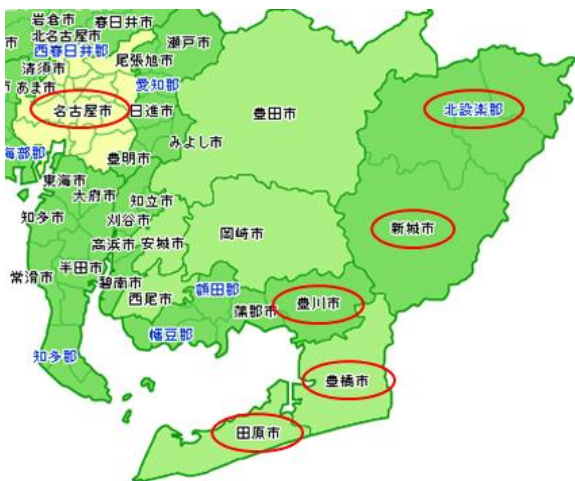 岩倉市
春日井市
北名古屋市
瀬戸市
西春日井郡
尾張旭市
清須市
愛知郡
あま市
名古屋市
日進市
豊田市
北設楽郡
みよし市
海部郡
豊明市
東海市
大府市
知立市
知多市
刈谷市
岡崎市
新城市
高浜市
安城市
半田市
常滑市
碧南市
西尾市
額田郡
蒲郡市
豊川市
幡豆郡
知多郡
豊橋市
田原市